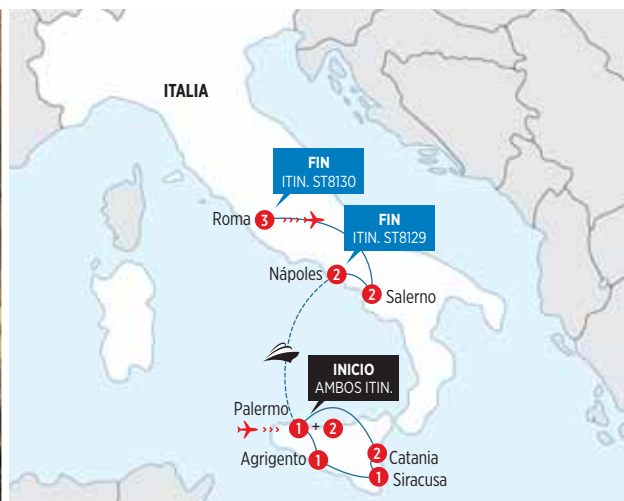 ITALIA
FIN
ITIN. ST8130
Roma 3
FIN
ITIN. ST8129
Nápoles 2
2 Salerno
INICIO
AMBOS ITIN.
Palermo
1 + 2
Agrigento 1
2 Catania
1 Siracusa